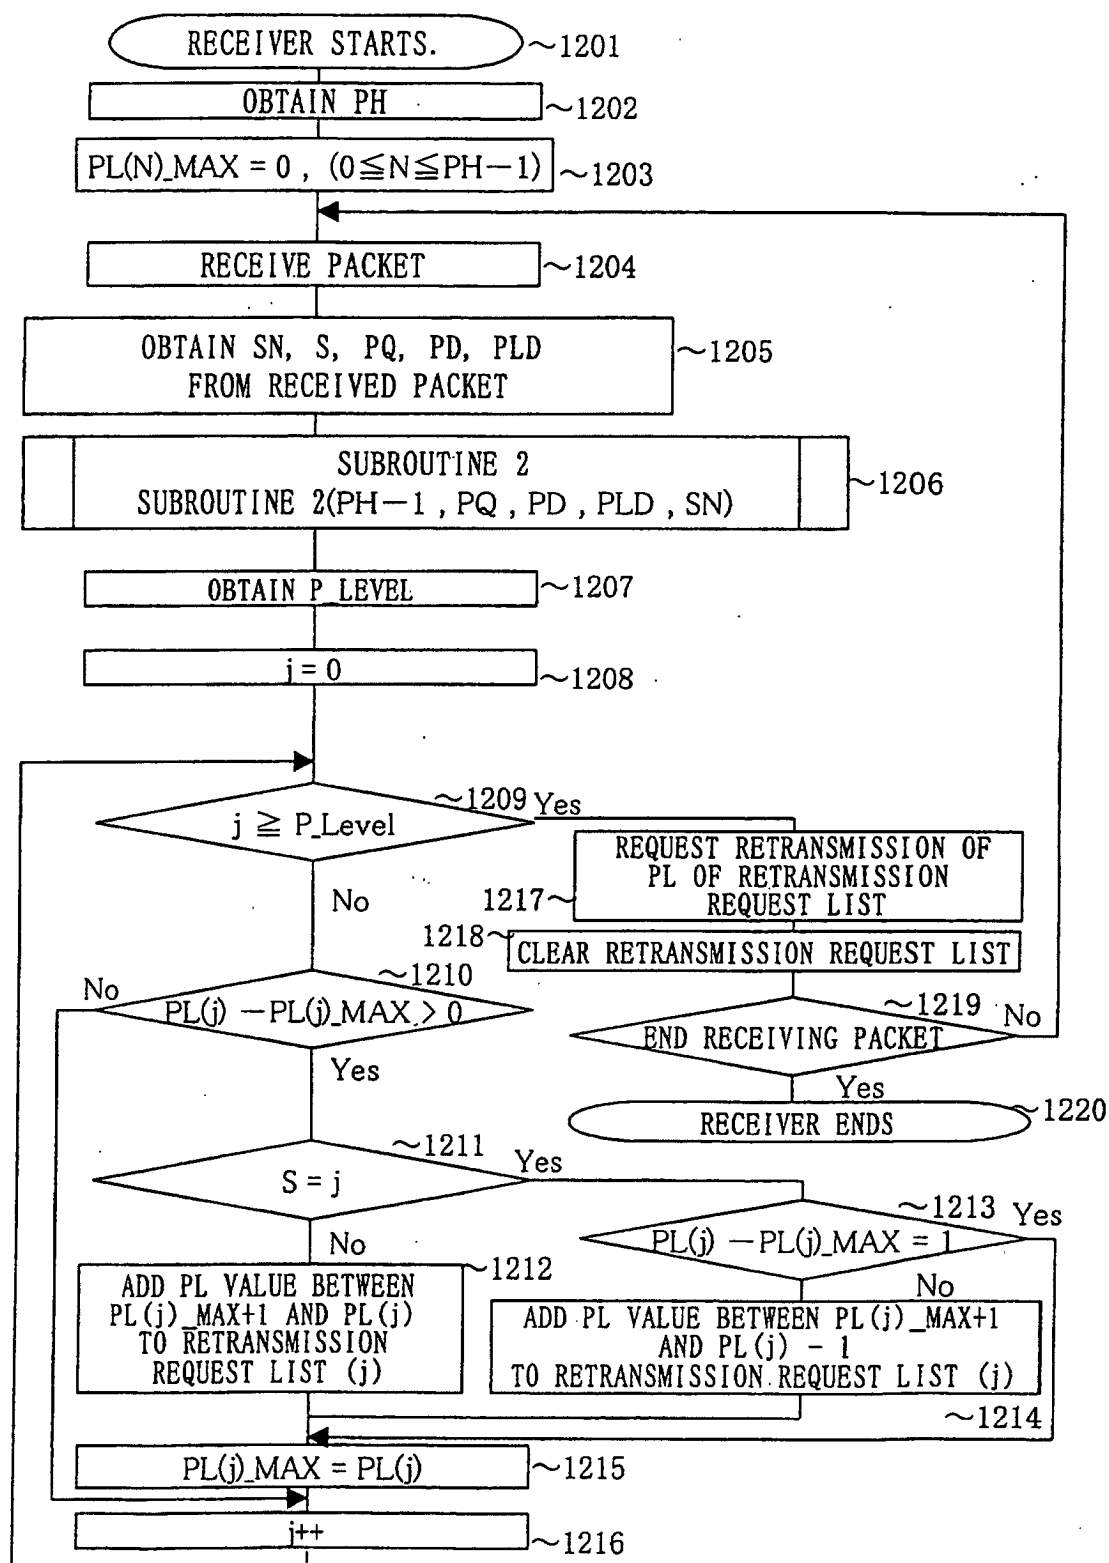 RECEIVER STARTS.
~1201
OBTAIN PH
~1202
PL(N)_MAX = 0 , (0≦N≦PH−1)
~1203
RECEIVE PACKET
~1204
OBTAIN SN, S, PQ, PD, PLD
FROM RECEIVED PACKET
~1205
SUBROUTINE 2
SUBROUTINE 2(PH−1 , PQ , PD , PLD , SN)
~1206
OBTAIN P_LEVEL
~1207
j = 0
~1208
~1209
j ≧ P_Level
Yes
No
REQUEST RETRANSMISSION OF
PL OF RETRANSMISSION
REQUEST LIST
1217~
1218~
CLEAR RETRANSMISSION REQUEST LIST
~1210
No
PL(j) −PL(j)_MAX > 0
Yes
~1219
END RECEIVING PACKET
No
Yes
RECEIVER ENDS
~1220
~1211
S = j
Yes
No
~1213
PL(j) −PL(j)_MAX = 1
Yes
No
~1212
ADD PL VALUE BETWEEN
PL(j)_MAX+1 AND PL(j)
TO RETRANSMISSION
REQUEST LIST (j)
ADD PL VALUE BETWEEN PL(j)_MAX+1
AND PL(j) - 1
TO RETRANSMISSION REQUEST LIST (j)
~1214
PL(j)_MAX = PL(j)
~1215
j++
~1216